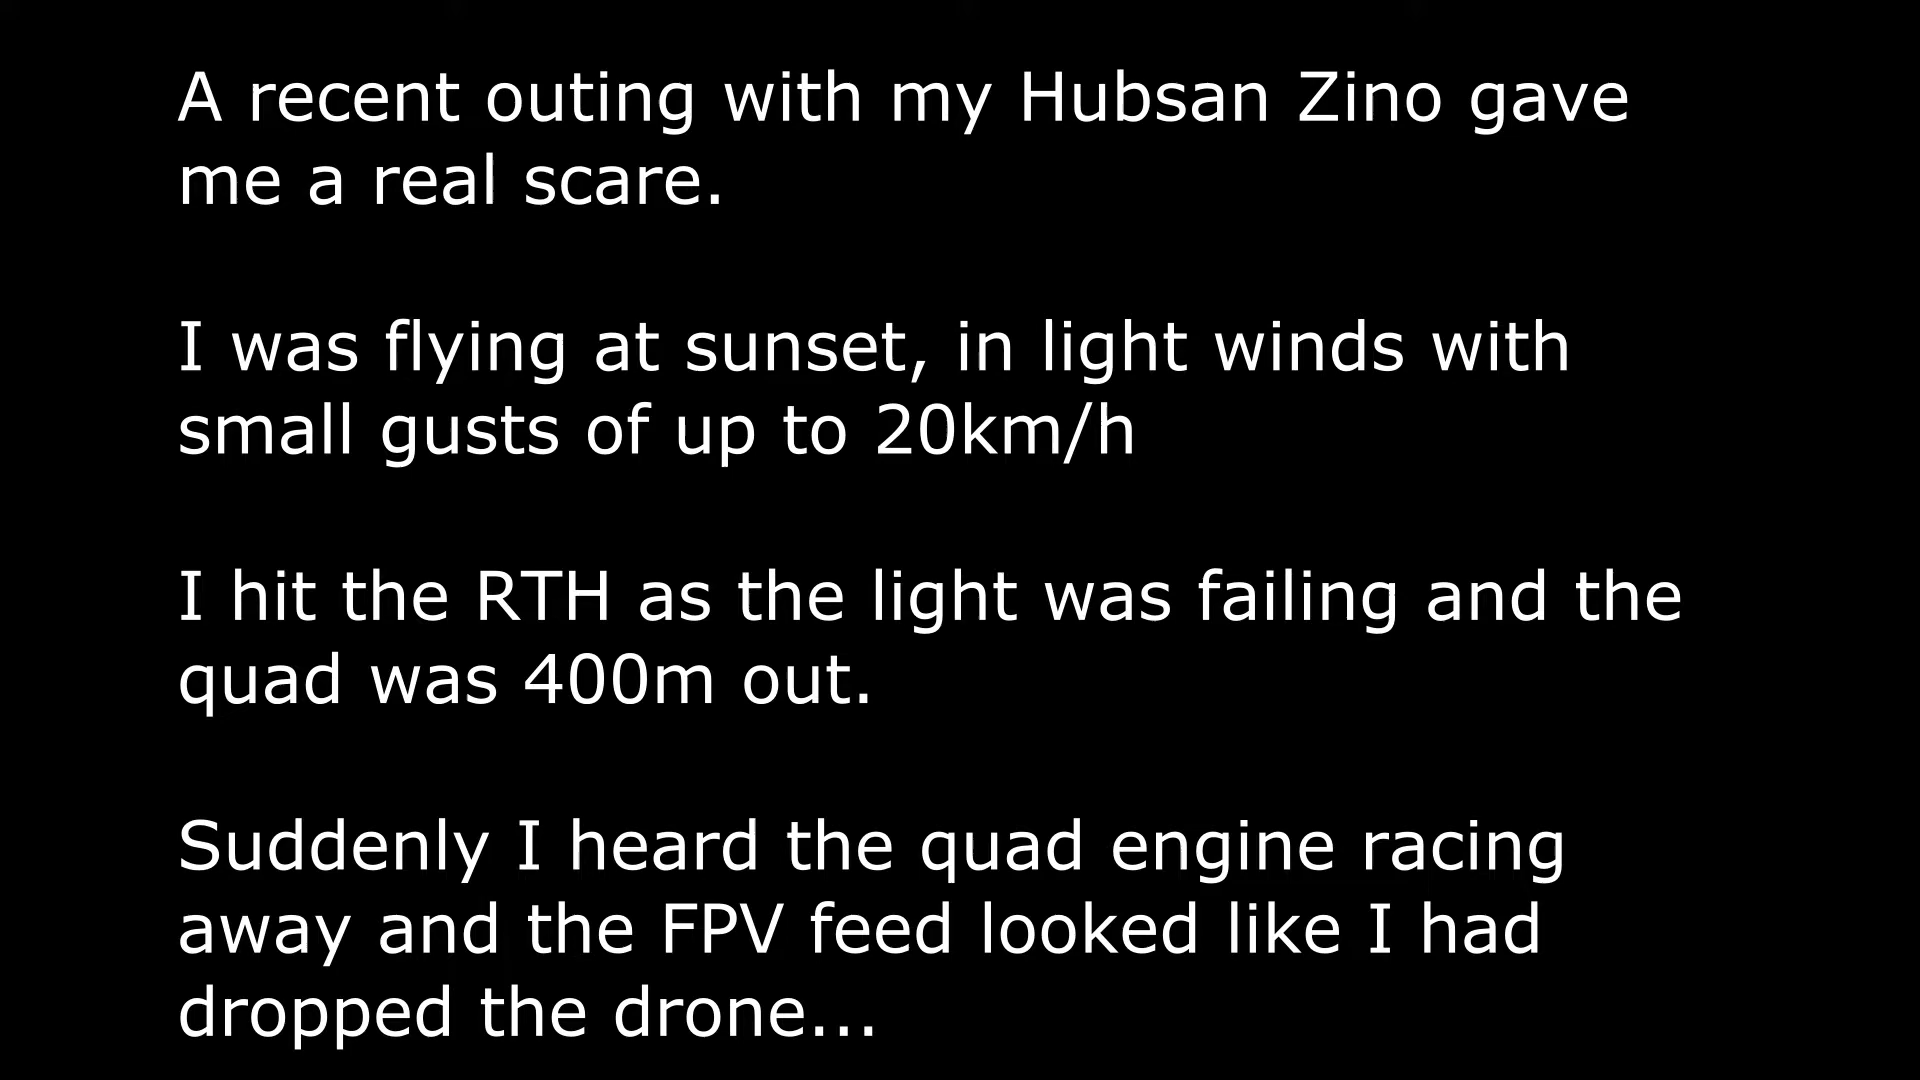 A recent outing with my Hubsan Zino gave
me a real scare.
I was flying at sunset, in light winds with
small gusts of up to 20km/h
I hit the RTH as the light was failing and the
quad was 400m out.
Suddenly I heard the quad engine racing
away and the FPV feed looked like I had
dropped the drone...